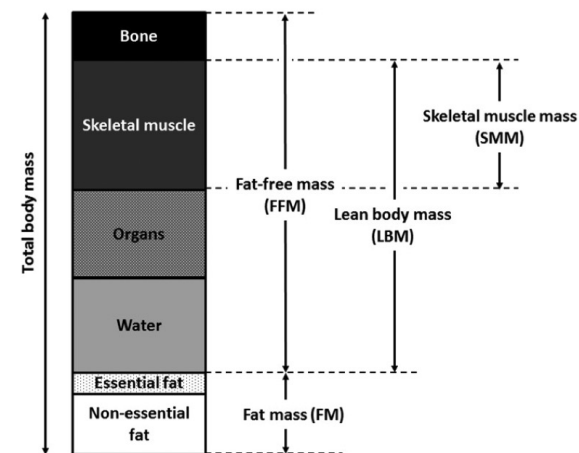 Total body mass
Bone
Skeletal muscle
Organs
Water
Essential fat
Non-essential
fat
Fat-free mass
(FFM)
Fat mass (FM)
Lean body mass
(LBM)
Skeletal muscle mass
(SMM)